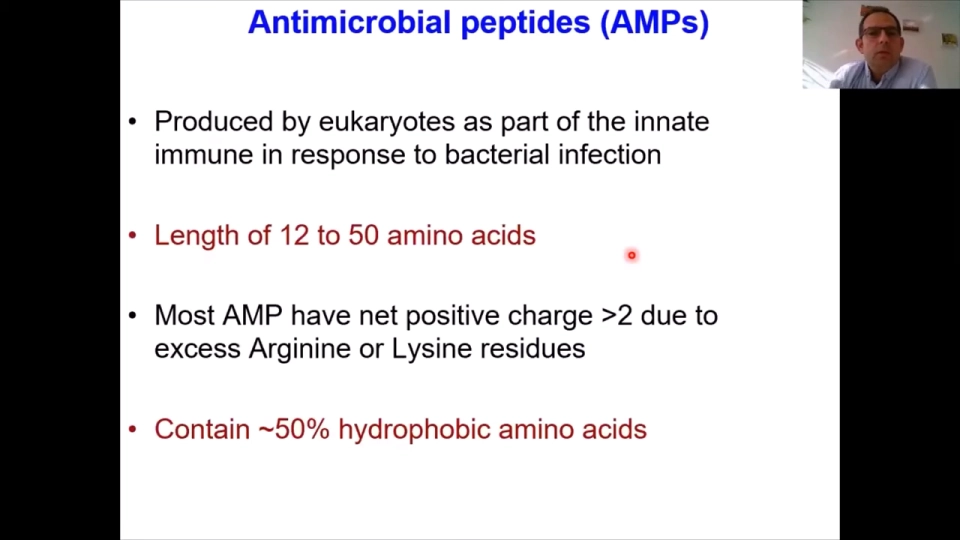 Antimicrobial peptides (AMPs)
• Produced by eukaryotes as part of the innate
immune in response to bacterial infection
• Length of 12 to 50 amino acids
• Most AMP have net positive charge >2 due to
excess Arginine or Lysine residues
• Contain ~50% hydrophobic amino acids